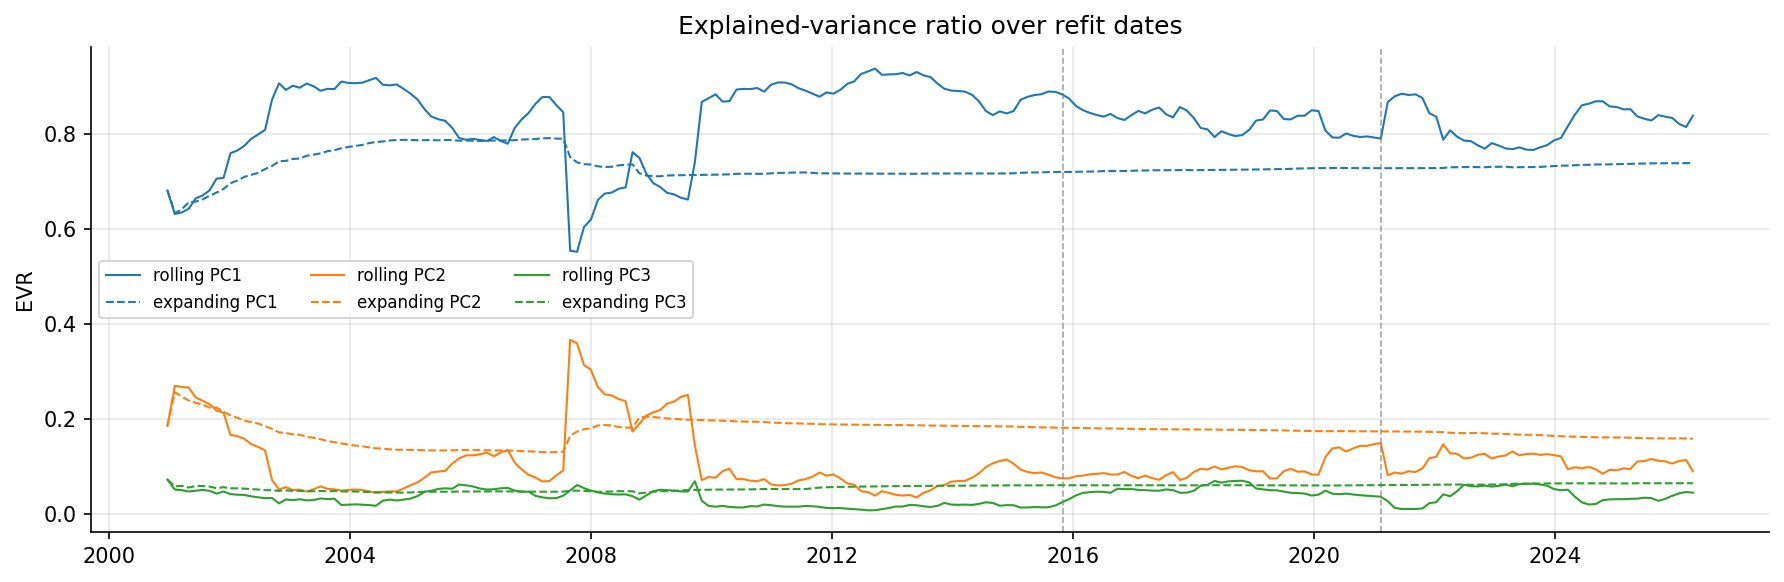 Explained-variance ratio over refit dates
EVR
0.8
0.6
0.4
0.2
0.0
rolling PC1 rolling PC2 rolling PC3
expanding PC1 expanding PC2 expanding PC3
2000 2004 2008 2012 2016 2020 2024